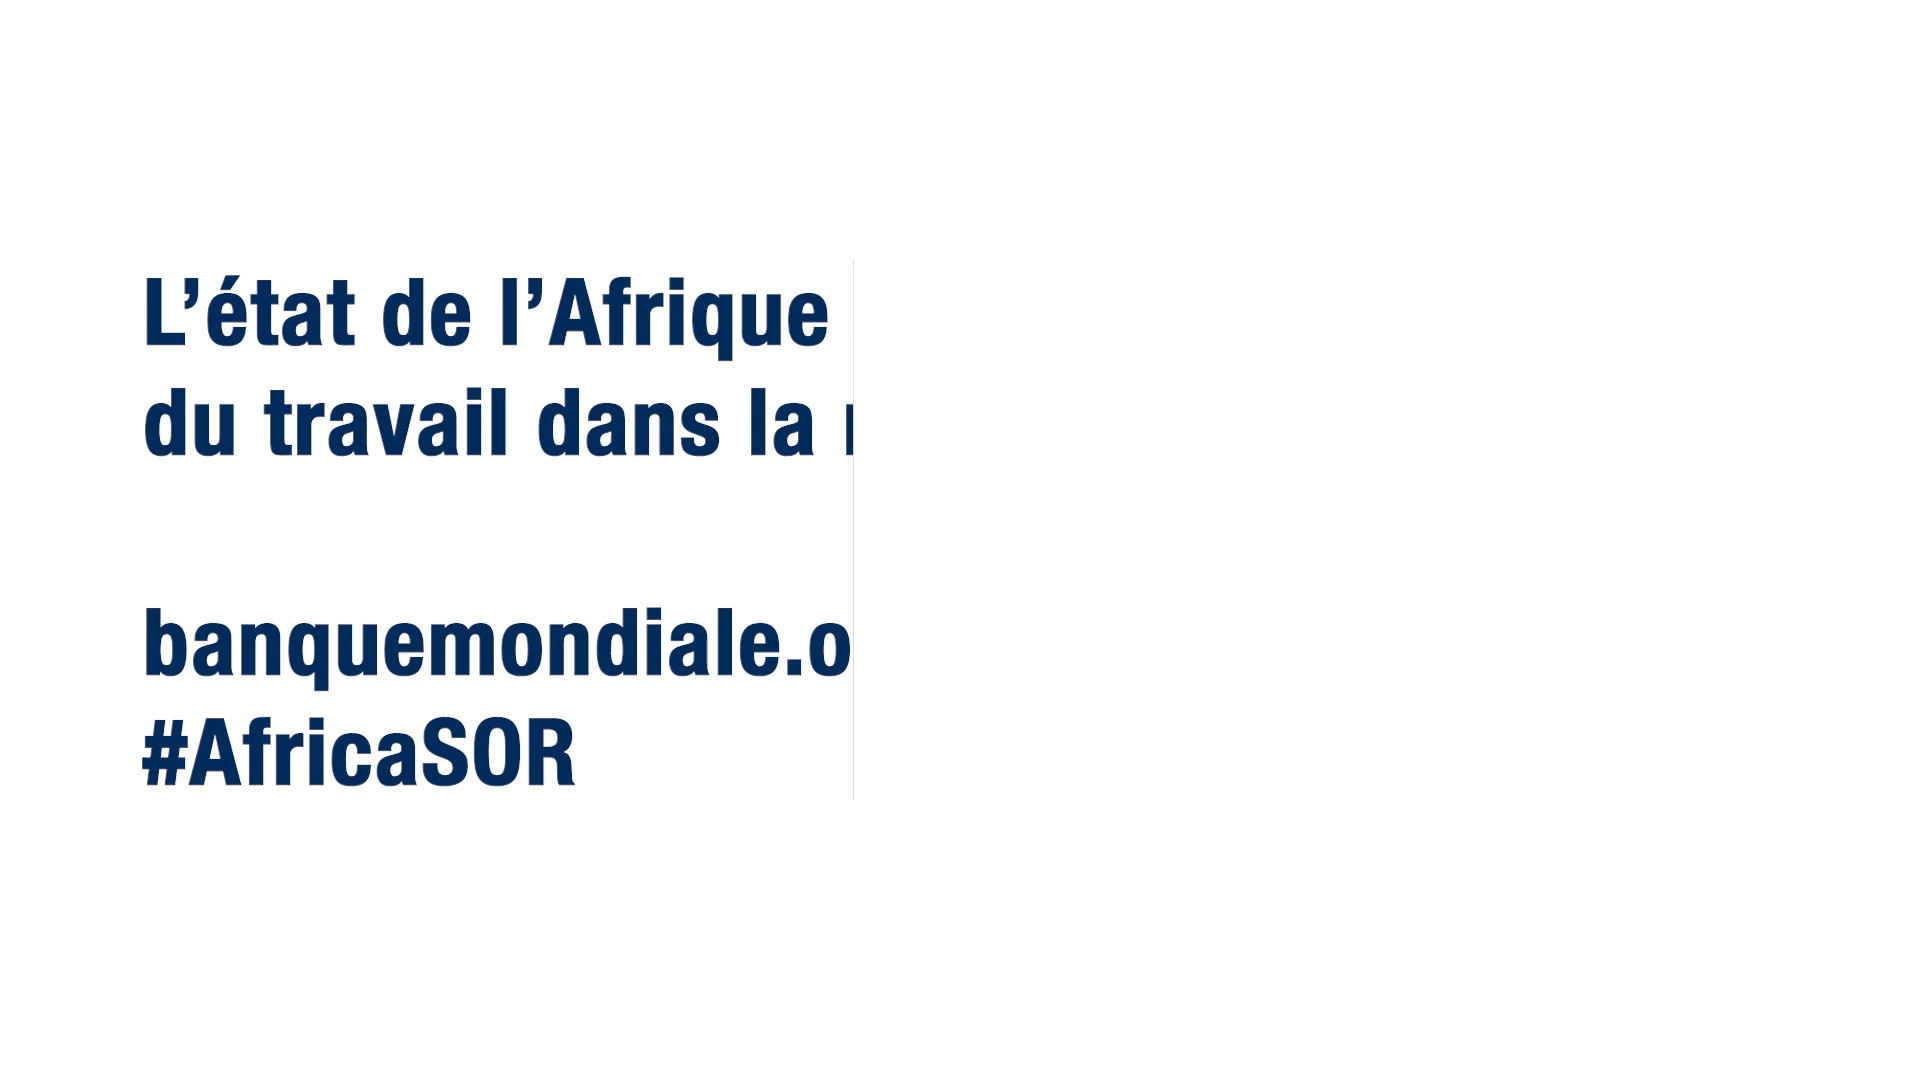 L’état de l’Afrique
du travail dans la
banquemondiale.o
#AfricaSOR